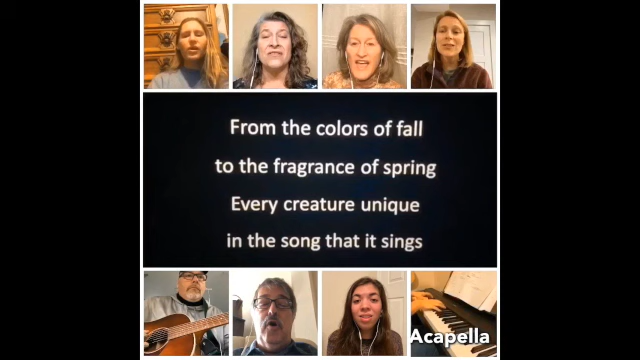 From the colors of fall
to the fragrance of spring
Every creature unique
in the song that it sings
Acapella